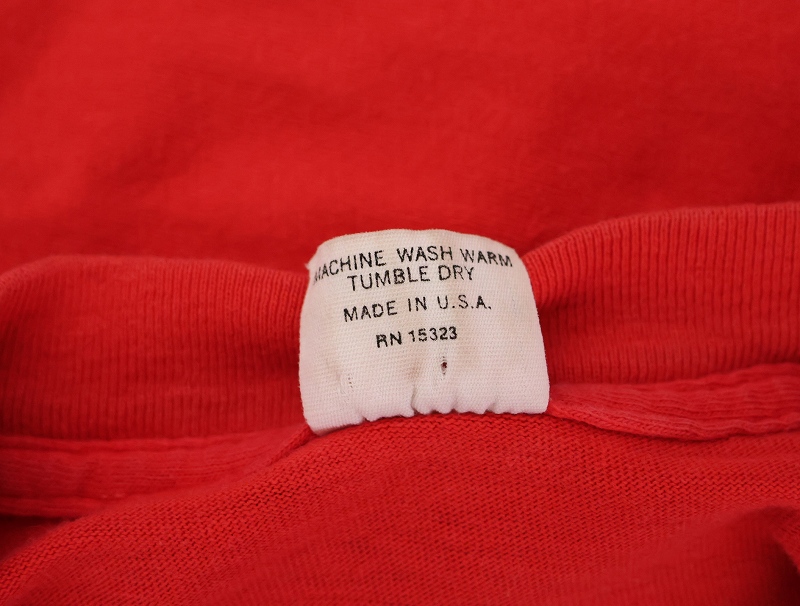 MACHINE WASH WARM
TUMBLE DRY
MADE IN U.S.A.
RN 15323